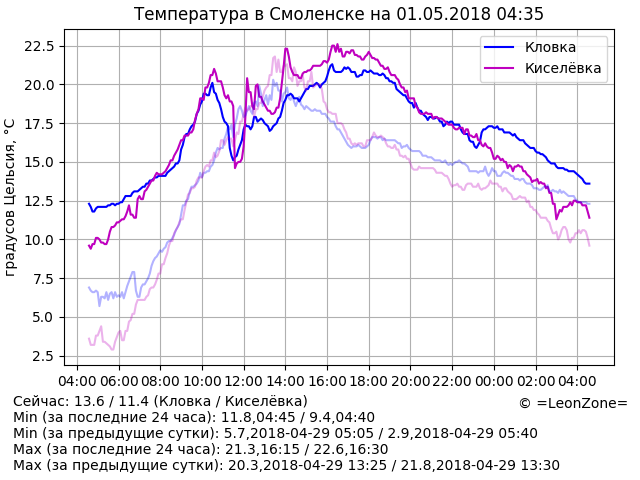 Температура в Смоленске на 01.05.2018 04:35
градусов Цельсия, °C
22.5
20.0
17.5
15.0
12.5
10.0
7.5
5.0
2.5
Кловка
Киселёвка
04:00 06:00 08:00 10:00 12:00 14:00 16:00 18:00 20:00 22:00 00:00 02:00 04:00
Сейчас: 13.6 / 11.4 (Кловка / Киселёвка)
© =LeonZone=
Min (за последние 24 часа): 11.8,04:45 / 9.4,04:40
Min (за предыдущие сутки): 5.7,2018-04-29 05:05 / 2.9,2018-04-29 05:40
Max (за последние 24 часа): 21.3,16:15 / 22.6,16:30
Max (за предыдущие сутки): 20.3,2018-04-29 13:25 / 21.8,2018-04-29 13:30